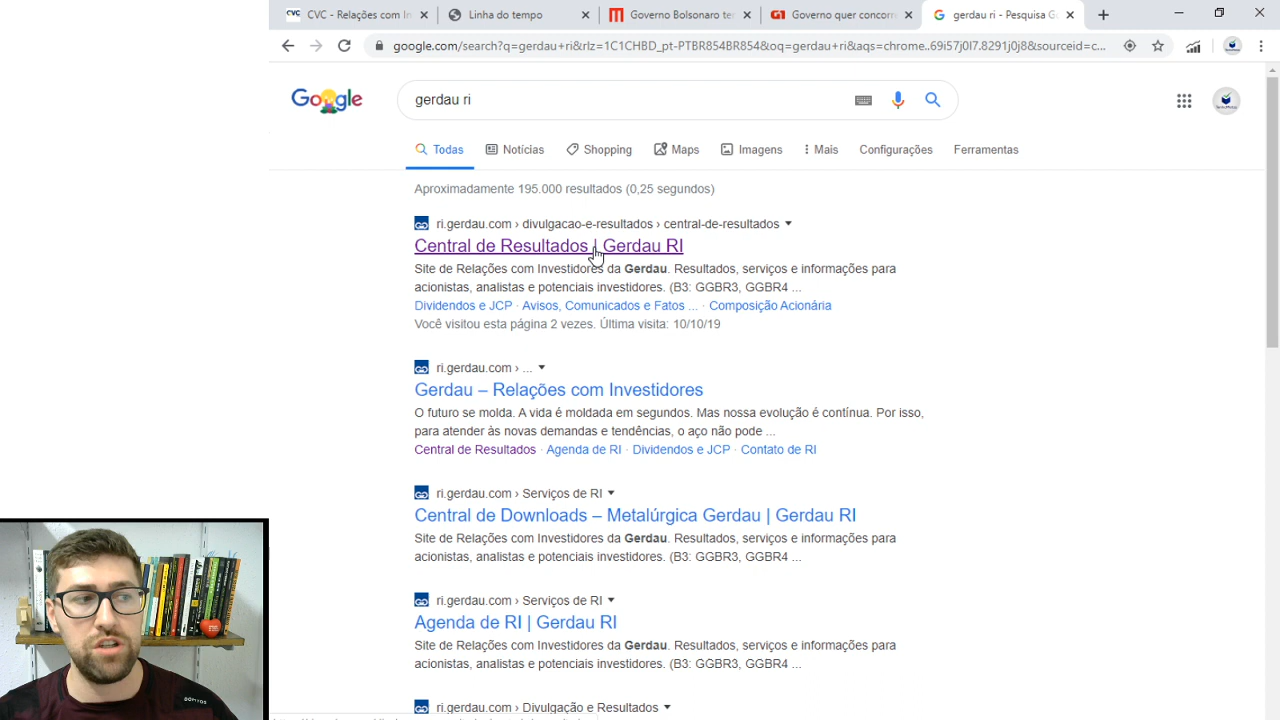 CVC - Relações com In
Linha do tempo
Governo Bolsonaro ter
Governo quer concorr
gerdau ri - Pesquisa G
google.com/search?q=gerdau+ri&rlz=1C1CHBD_pt-PTBR854BR854&oq=gerdau+ri&aqs=chrome..69i57j0l7.8291j0j8&sourceid=c...
Google
gerdau ri
Todas
Notícias
Shopping
Maps
Imagens
Mais
Configurações
Ferramentas
Aproximadamente 195.000 resultados (0,25 segundos)
ri.gerdau.com › divulgacao-e-resultados › central-de-resultados
Central de Resultados | Gerdau RI
Site de Relações com Investidores da Gerdau. Resultados, serviços e informações para
acionistas, analistas e potenciais investidores. (B3: GGBR3, GGBR4 ...
Dividendos e JCP · Avisos, Comunicados e Fatos ... · Composição Acionária
Você visitou esta página 2 vezes. Última visita: 10/10/19
ri.gerdau.com › ...
Gerdau – Relações com Investidores
O futuro se molda. A vida é moldada em segundos. Mas nossa evolução é contínua. Por isso,
para atender às novas demandas e tendências, o aço não pode ...
Central de Resultados · Agenda de RI · Dividendos e JCP · Contato de RI
ri.gerdau.com › Serviços de RI
Central de Downloads – Metalúrgica Gerdau | Gerdau RI
Site de Relações com Investidores da Gerdau. Resultados, serviços e informações para
acionistas, analistas e potenciais investidores. (B3: GGBR3, GGBR4 ...
ri.gerdau.com › Serviços de RI
Agenda de RI | Gerdau RI
Site de Relações com Investidores da Gerdau. Resultados, serviços e informações para
acionistas, analistas e potenciais investidores. (B3: GGBR3, GGBR4 ...
ri.gerdau.com › Divulgação e Resultados